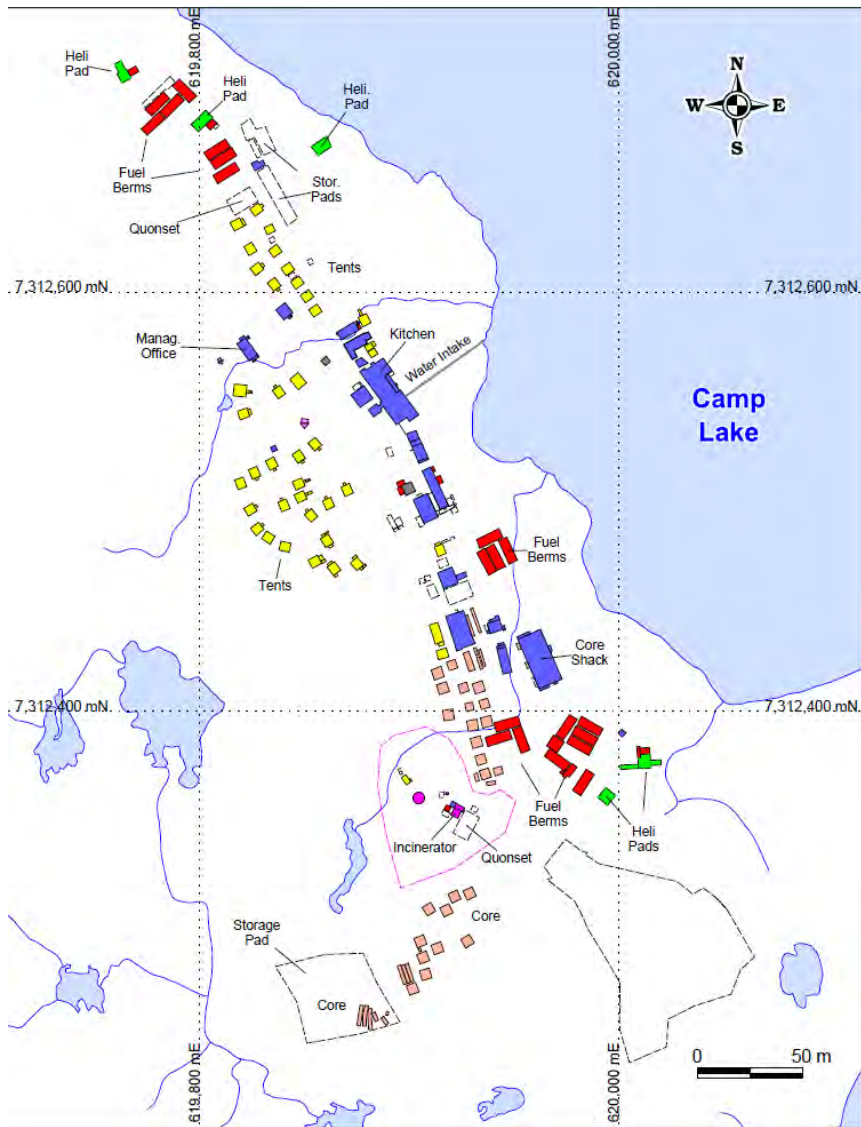 619,800 mE
620,000 mE
Heli
Pad
Heli
Pad
Heli.
Pad
N
W
E
S
Fuel
Berms
Stor.
Pads
Quonset
Tents
7,312,600 mN
7,312,600 mN
Manag.
Office
Kitchen
Water Intake
Camp
Lake
Fuel
Berms
Tents
Core
Shack
7,312,400 mN
7,312,400 mN
Fuel
Berms
Heli
Pads
Incinerator
Quonset
Core
Storage
Pad
Core
0
50 m
619,800 mE
620,000 mE